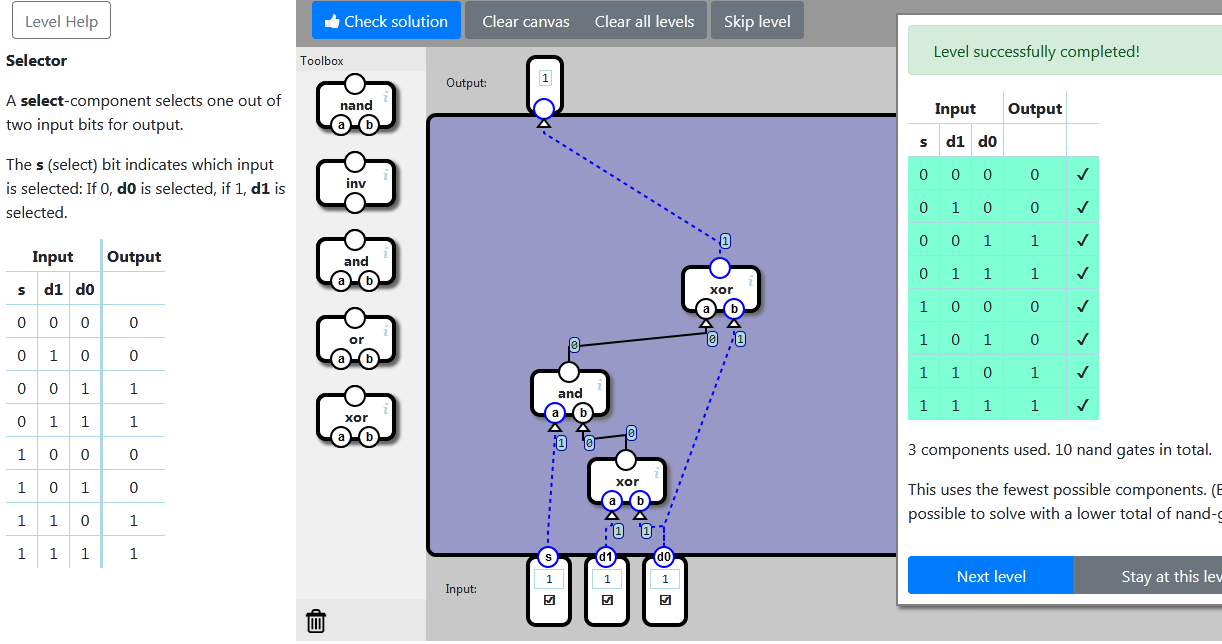 Level Help
Selector
A select-component selects one out of
two input bits for output.
The s (select) bit indicates which input
is selected: If 0, d0 is selected, if 1, d1 is
selected.
Input Output
s d1 d0
0 0 0 0
0 1 0 0
0 0 1 1
0 1 1 1
1 0 0 0
1 0 1 0
1 1 0 1
1 1 1 1
Check solution
Clear canvas
Clear all levels
Skip level
Toolbox
nand
i
a b
inv
i
and
i
a b
or
i
a b
xor
i
a b
Output:
1
1
xor
i
a b
0 1
0
and
i
a b
1 0
0
xor
i
a b
1 1
s d1 d0
Input:
1 1 1
Level successfully completed!
Input Output
s d1 d0
0 0 0 0 ✓
0 1 0 0 ✓
0 0 1 1 ✓
0 1 1 1 ✓
1 0 0 0 ✓
1 0 1 0 ✓
1 1 0 1 ✓
1 1 1 1 ✓
3 components used. 10 nand gates in total.
This uses the fewest possible components. (
possible to solve with a lower total of nand-
Next level
Stay at this lev